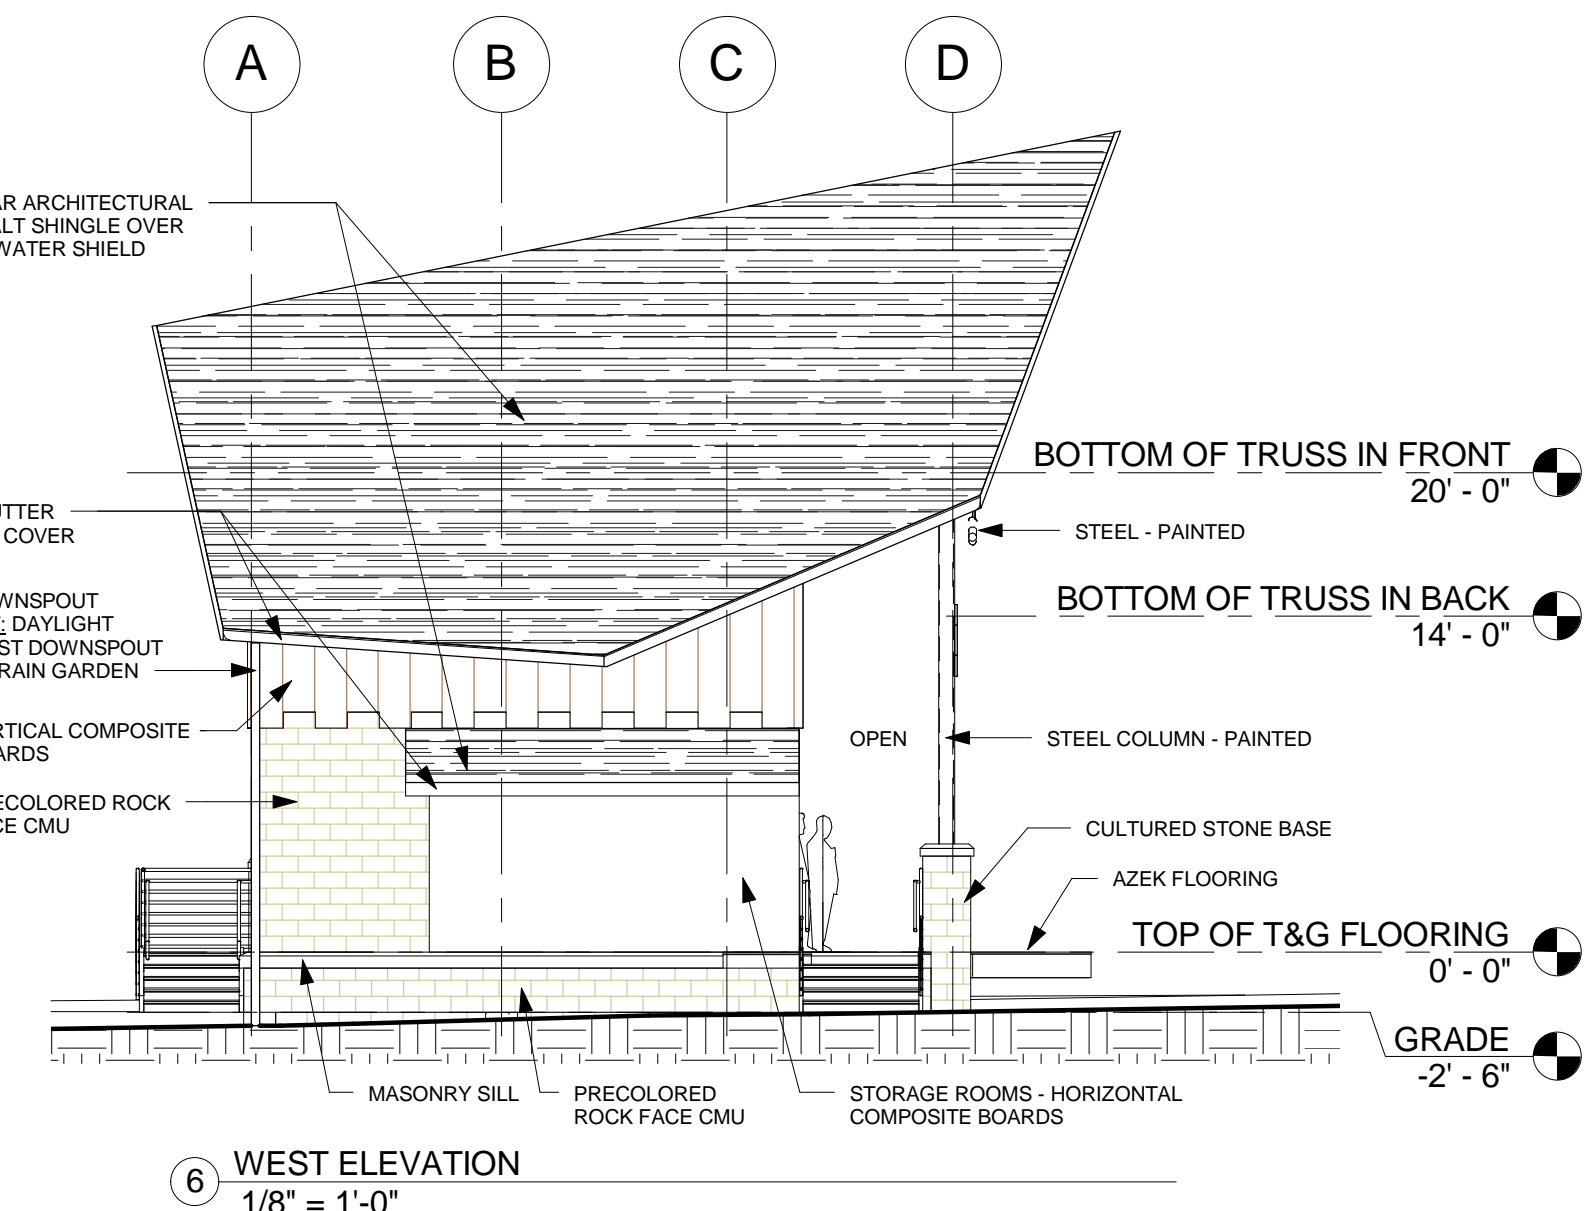 A
B
C
D
AR ARCHITECTURAL
ALT SHINGLE OVER
WATER SHIELD
BOTTOM OF TRUSS IN FRONT
20' - 0"
UTTER
COVER
STEEL - PAINTED
BOTTOM OF TRUSS IN BACK
14' - 0"
WNSPOUT
: DAYLIGHT
ST DOWNSPOUT
RAIN GARDEN
RTICAL COMPOSITE
ARDS
OPEN
STEEL COLUMN - PAINTED
ECOLORED ROCK
CE CMU
CULTURED STONE BASE
AZEK FLOORING
TOP OF T&G FLOORING
0' - 0"
GRADE
-2' - 6"
MASONRY SILL
PRECOLORED
ROCK FACE CMU
STORAGE ROOMS - HORIZONTAL
COMPOSITE BOARDS
6
WEST ELEVATION
1/8" = 1'-0"